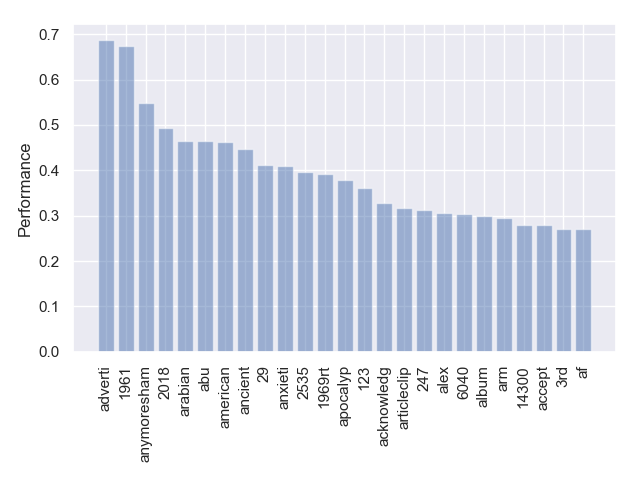 0.7
0.6
0.5
0.4
0.3
0.2
0.1
0.0
Performance
adverti
1961
anymoresham
2018
arabian
abu
american
ancient
29
anxieti
2535
1969rt
apocalyp
123
acknowledg
articleclip
247
alex
6040
album
arm
14300
accept
3rd
af